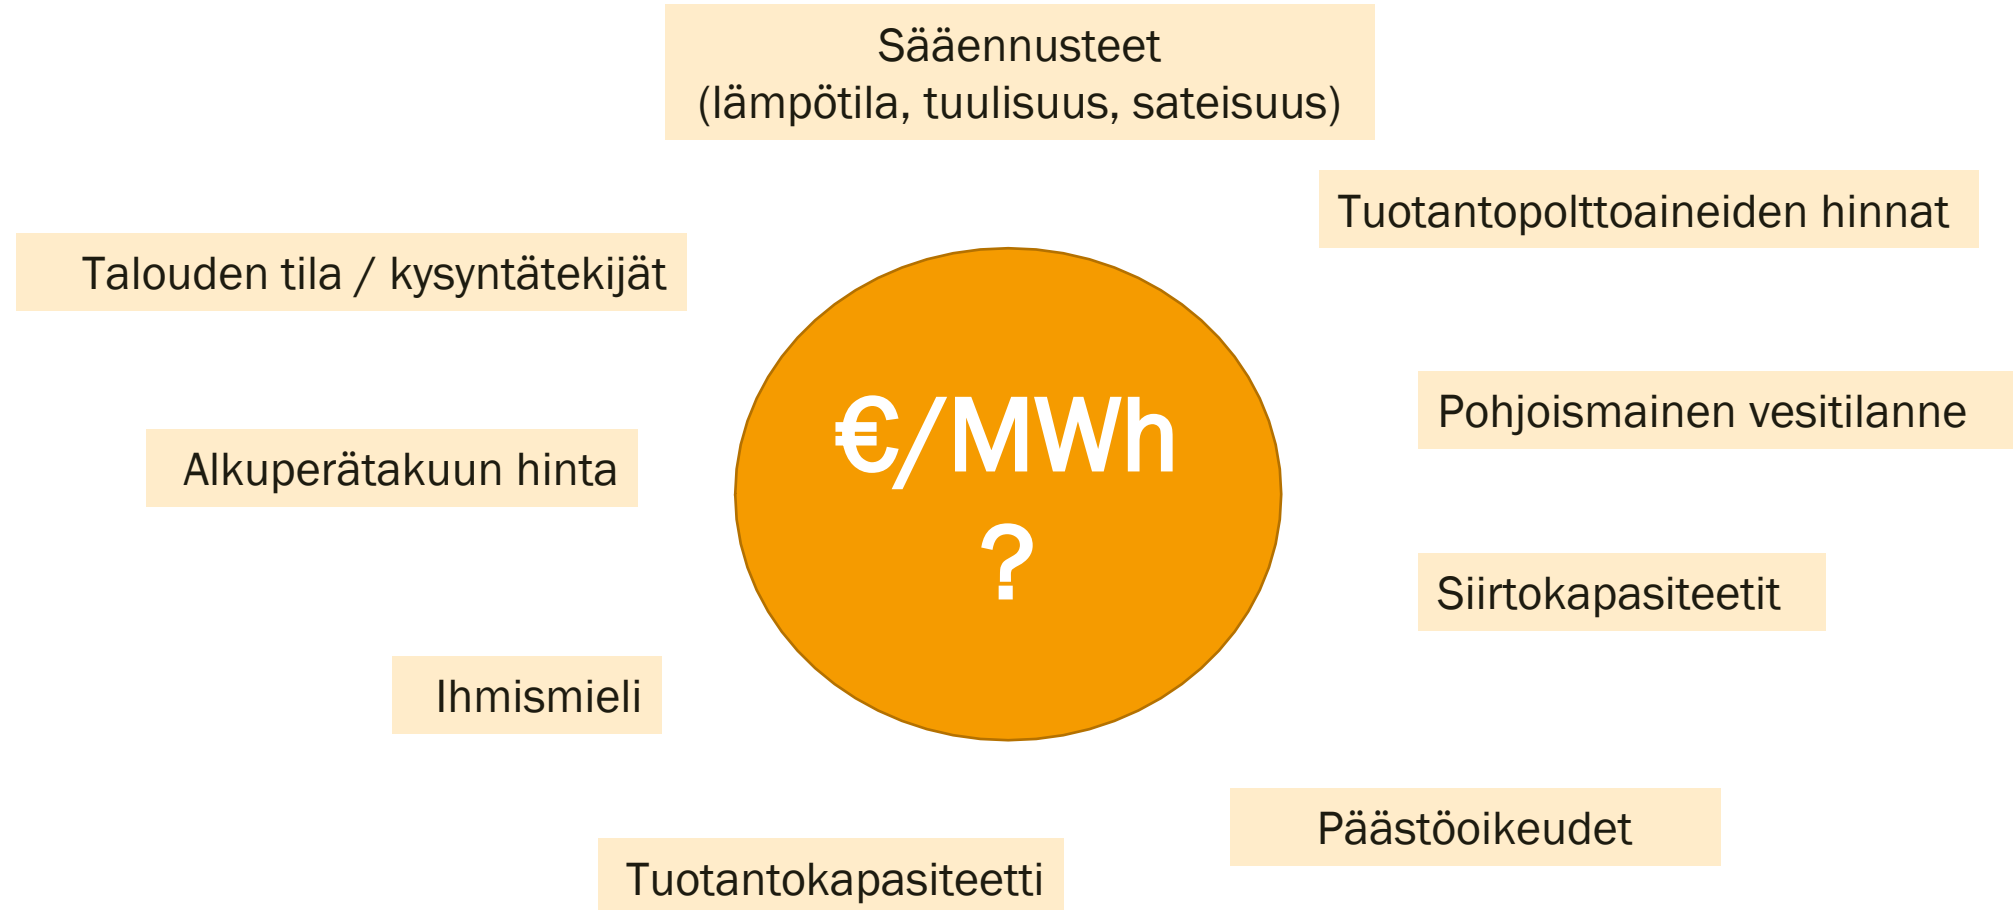 Sääennusteet
(lämpötila, tuulisuus, sateisuus)
Tuotantopolttoaineiden hinnat
Talouden tila / kysyntätekijät
€/MWh
?
Pohjoismainen vesitilanne
Alkuperätakuun hinta
Siirtokapasiteetit
Ihmismieli
Päästöoikeudet
Tuotantokapasiteetti